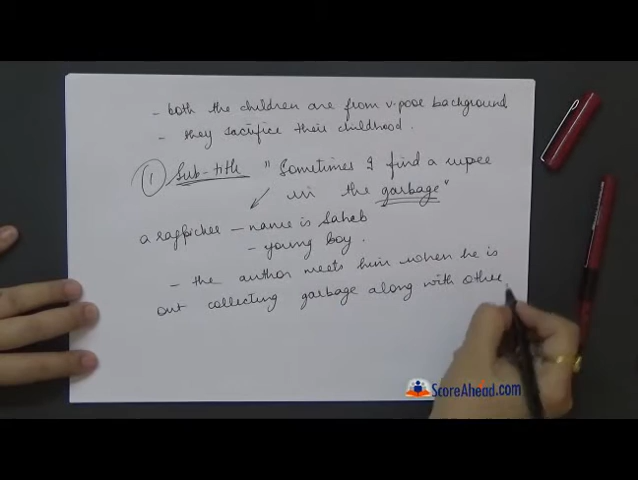 - both the children are from v.poor background
- they sacrifice their childhood.
1 Sub-title "Sometimes I find a rupee
in the garbage"
a ragpicker - name is Saheb
- young boy.
- the author meets him when he is
out collecting garbage along with other
ScoreAhead.com